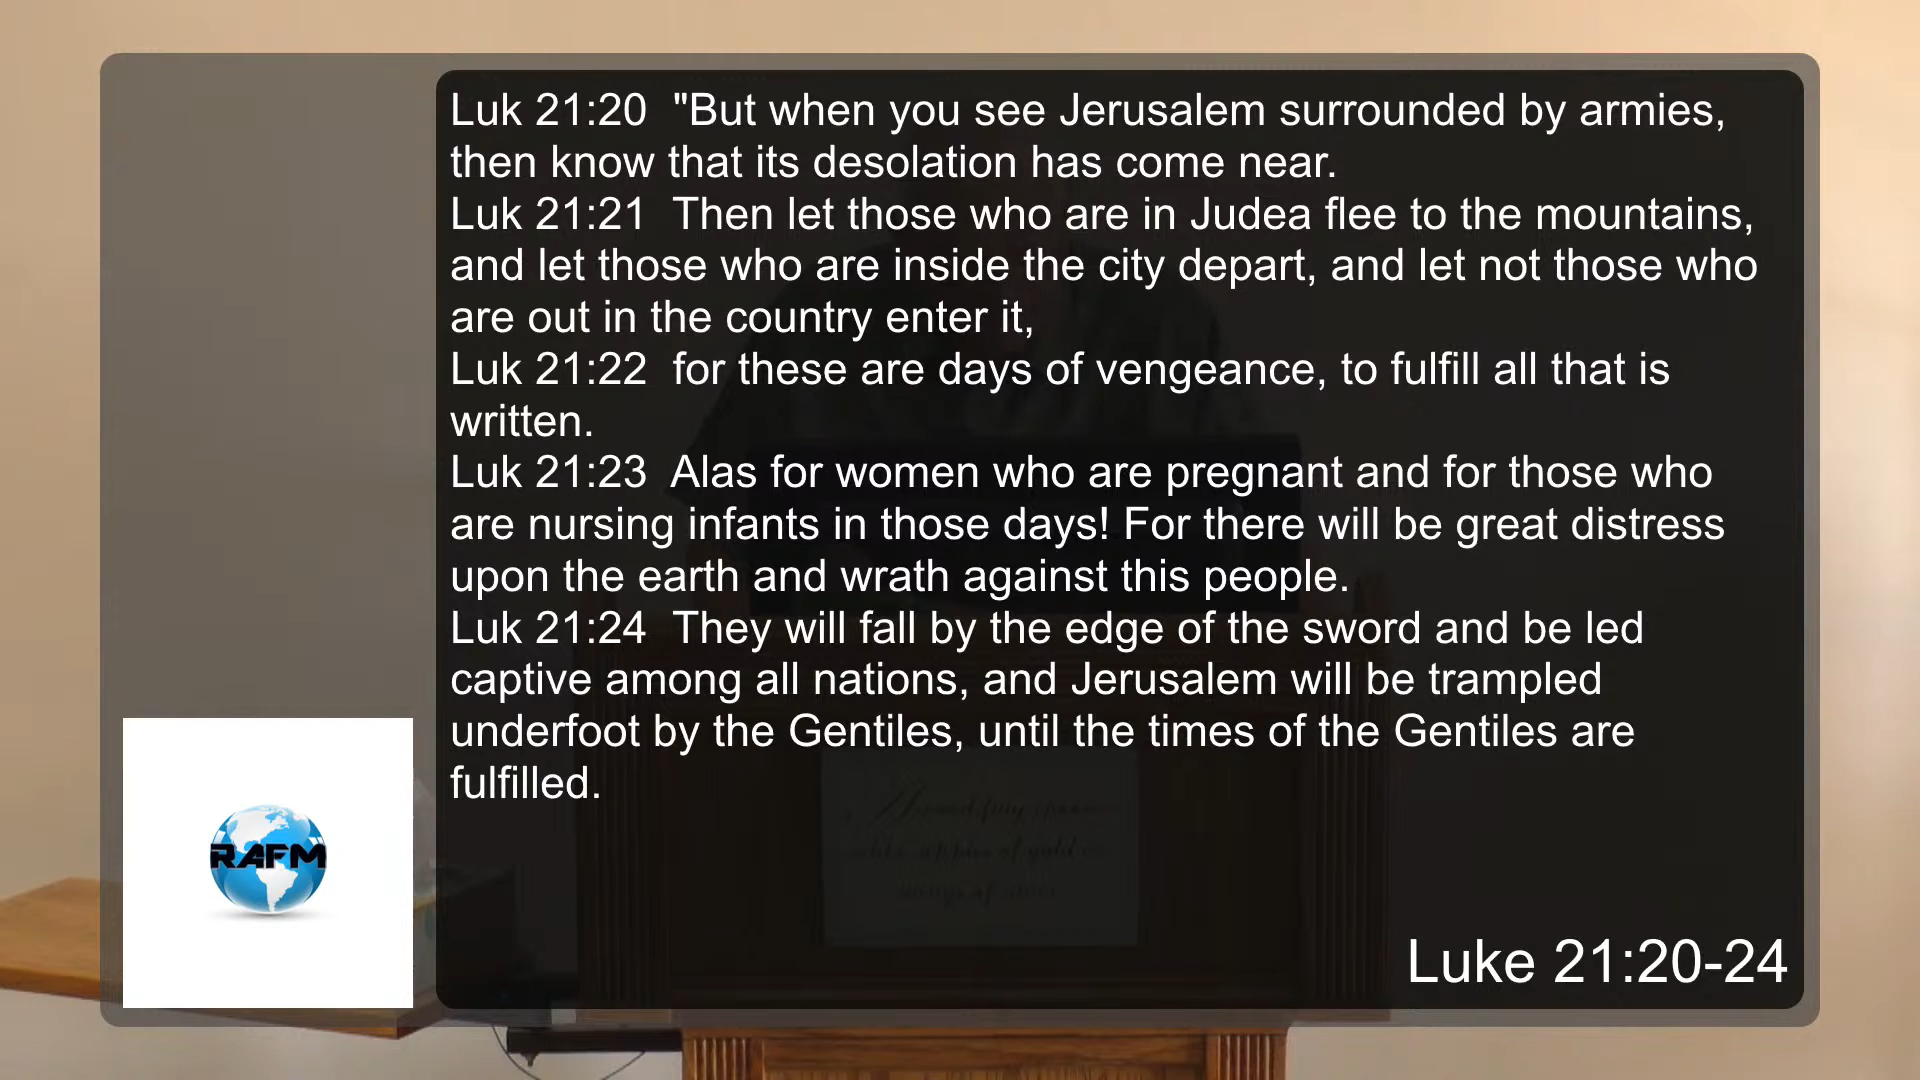 Luk 21:20  "But when you see Jerusalem surrounded by armies,
then know that its desolation has come near.
Luk 21:21  Then let those who are in Judea flee to the mountains,
and let those who are inside the city depart, and let not those who
are out in the country enter it,
Luk 21:22  for these are days of vengeance, to fulfill all that is
written.
Luk 21:23  Alas for women who are pregnant and for those who
are nursing infants in those days! For there will be great distress
upon the earth and wrath against this people.
Luk 21:24  They will fall by the edge of the sword and be led
captive among all nations, and Jerusalem will be trampled
underfoot by the Gentiles, until the times of the Gentiles are
fulfilled.
RAFM
Luke 21:20-24